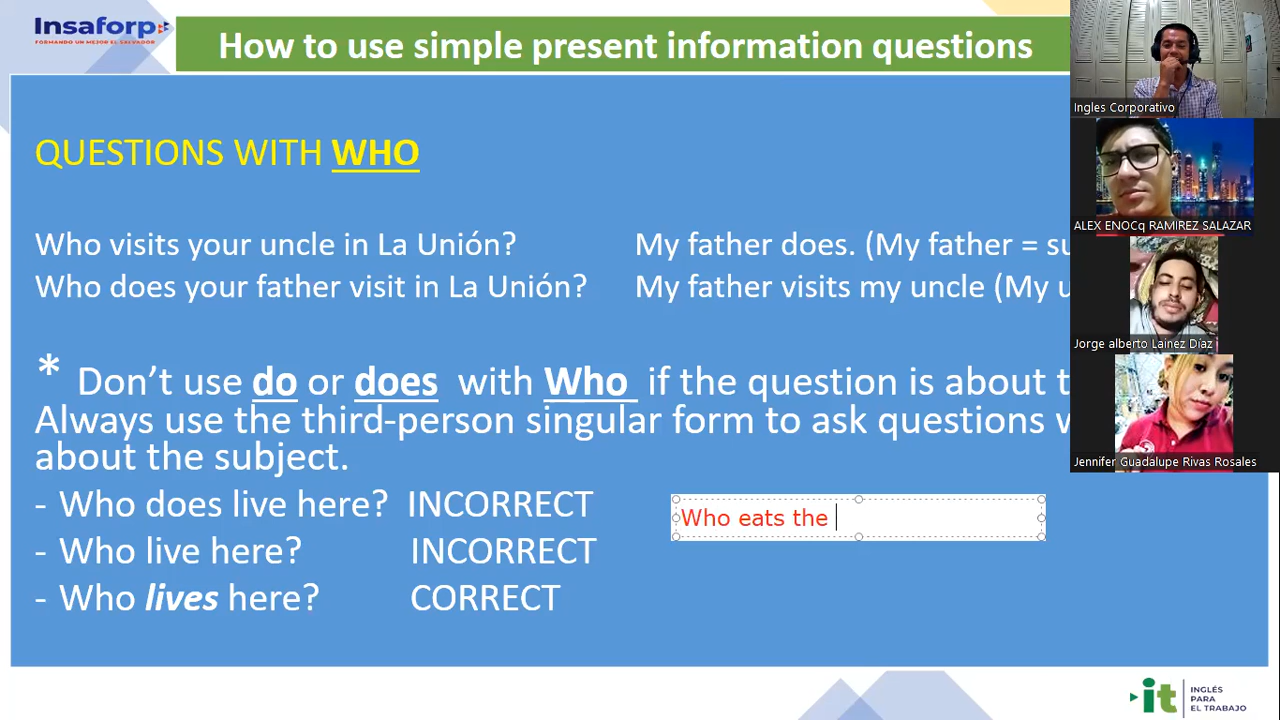 Insaforp
FORMANDO UN MEJOR EL SALVADOR
How to use simple present information questions
QUESTIONS WITH WHO
Who visits your uncle in La Unión? My father does. (My father = su
Who does your father visit in La Unión? My father visits my uncle (My u
* Don’t use do or does with Who if the question is about t
Always use the third-person singular form to ask questions w
about the subject.
- Who does live here? INCORRECT
- Who live here? INCORRECT
- Who lives here? CORRECT
Who eats the
Ingles Corporativo
ALEX ENOCq RAMIREZ SALAZAR
Jorge alberto Lainez Diaz
Jennifer Guadalupe Rivas Rosales
it
INGLÉS
PARA
EL TRABAJO